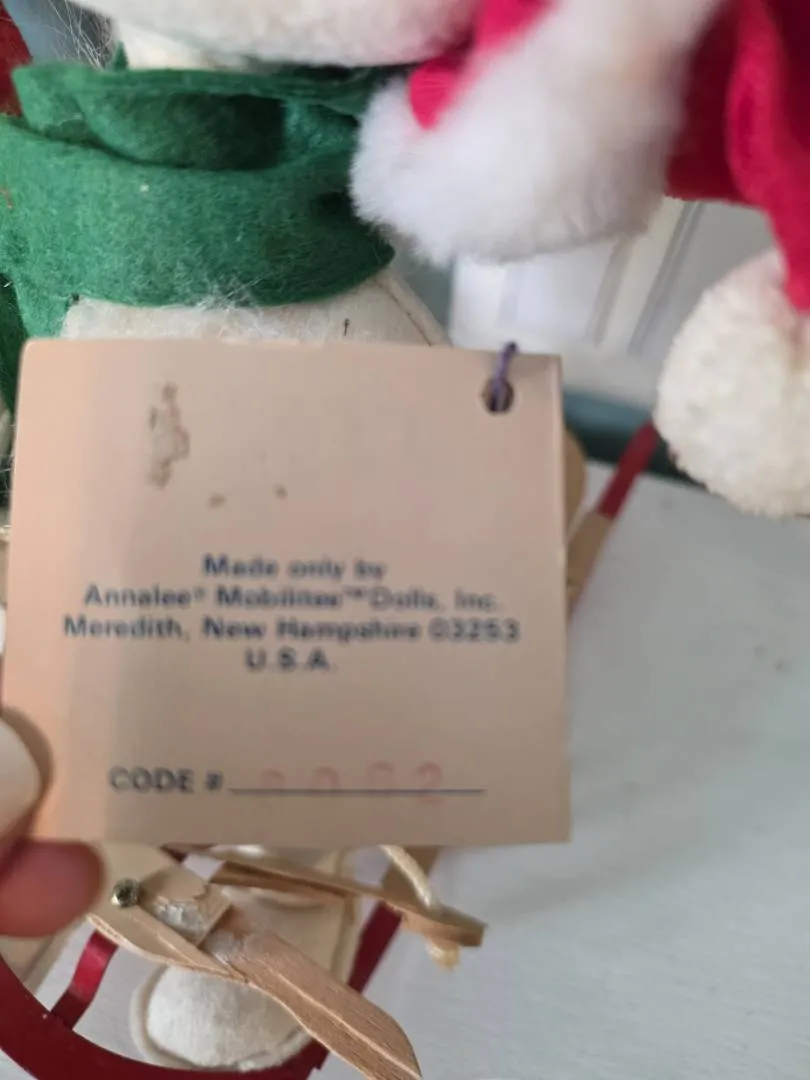 Made only by
Annalee® Mobilitee™ Dolls, Inc.
Meredith, New Hampshire 03253
U.S.A.
CODE #